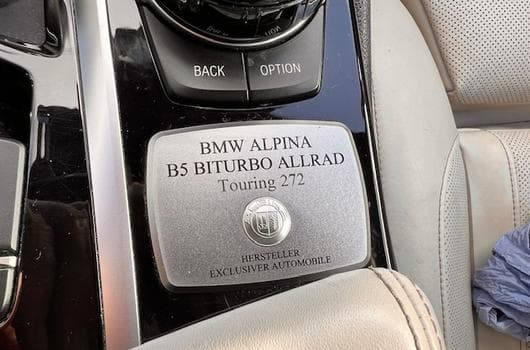 BACK OPTION
BMW ALPINA
B5 BITURBO ALLRAD
Touring 272
HERSTELLER
EXCLUSIVER AUTOMOBILE